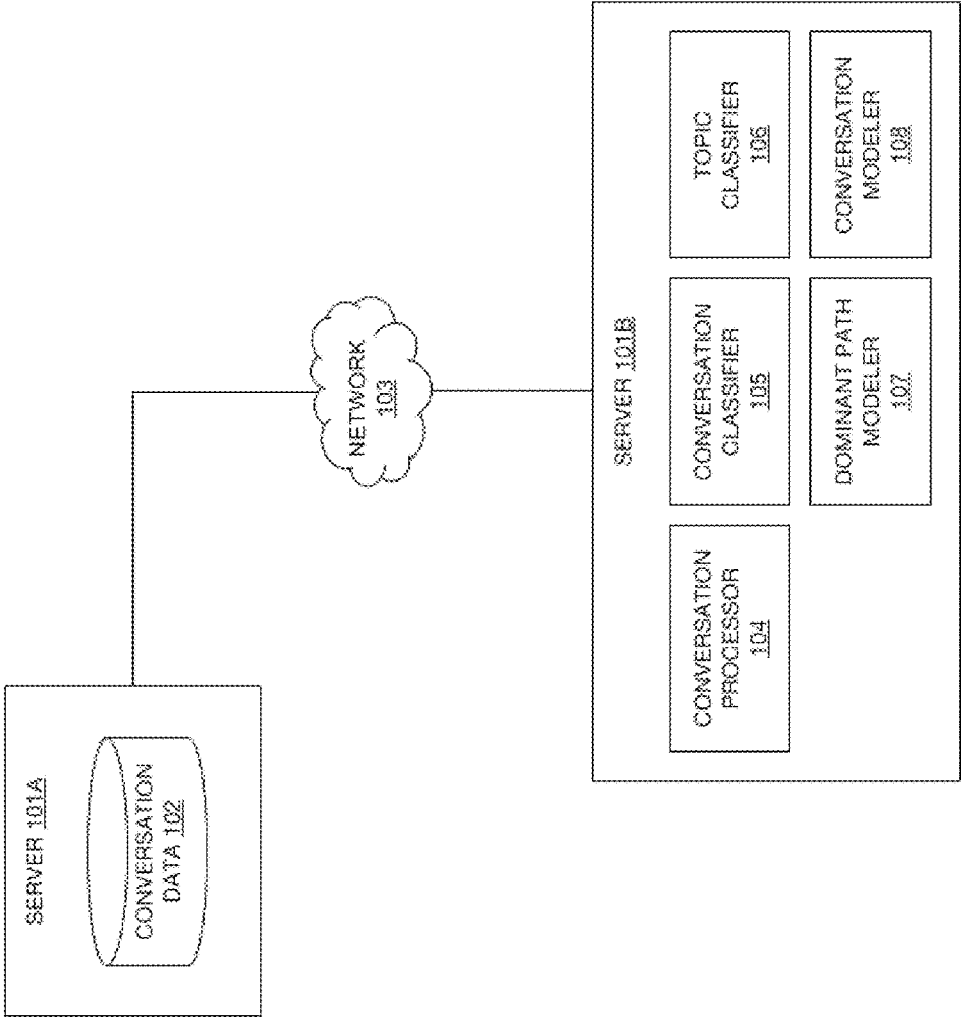 SERVER 101A
CONVERSATION
DATA 102
NETWORK
103
SERVER 101B
CONVERSATION
PROCESSOR
104
CONVERSATION
CLASSIFIER
105
TOPIC
CLASSIFIER
106
DOMINANT PATH
MODELER
107
CONVERSATION
MODELER
108